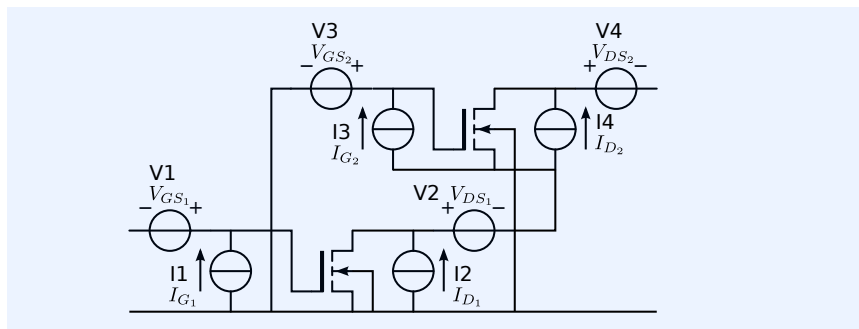 V3
V_{GS_2}
− +
V4
V_{DS_2}
+ −
I3
I_{G_2}
I4
I_{D_2}
V1
V_{GS_1}
− +
V2 V_{DS_1}
+ −
I1
I_{G_1}
I2
I_{D_1}